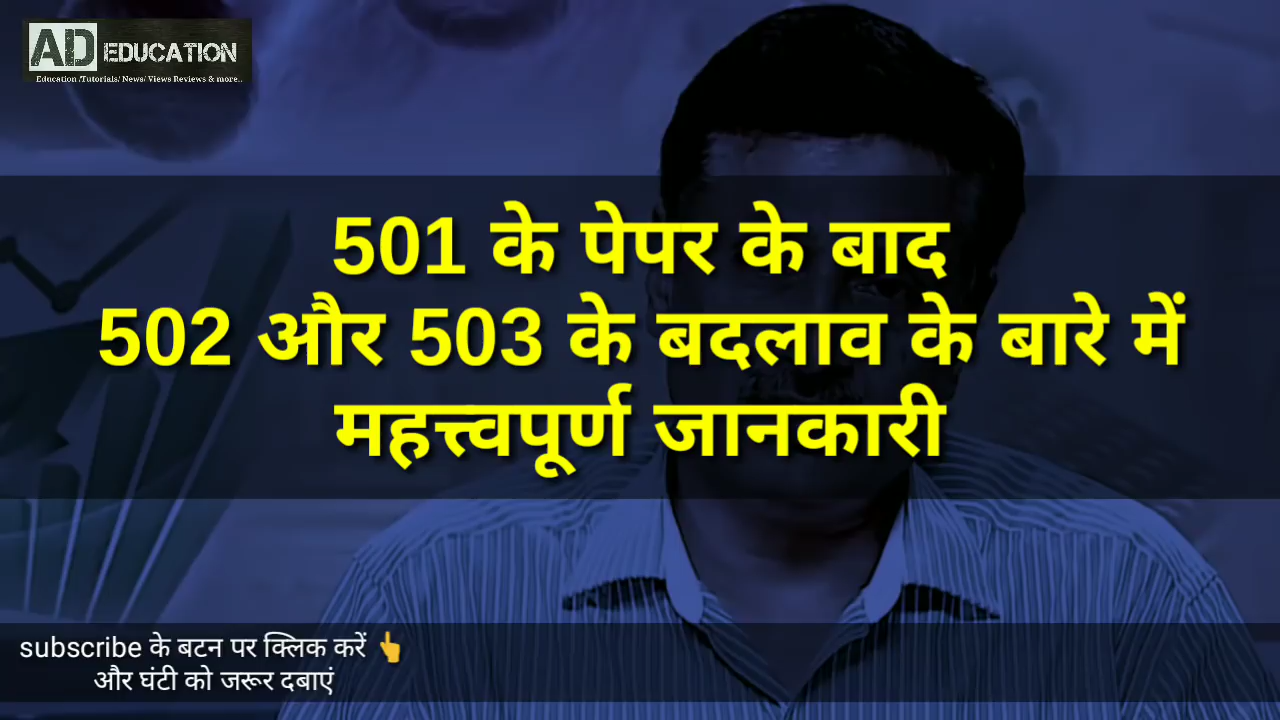 AD EDUCATION
Education /Tutorials/ News/ Views Reviews & more..
501 के पेपर के बाद
502 और 503 के बदलाव के बारे में
महत्त्वपूर्ण जानकारी
subscribe के बटन पर क्लिक करें 👆
और घंटी को जरूर दबाएं